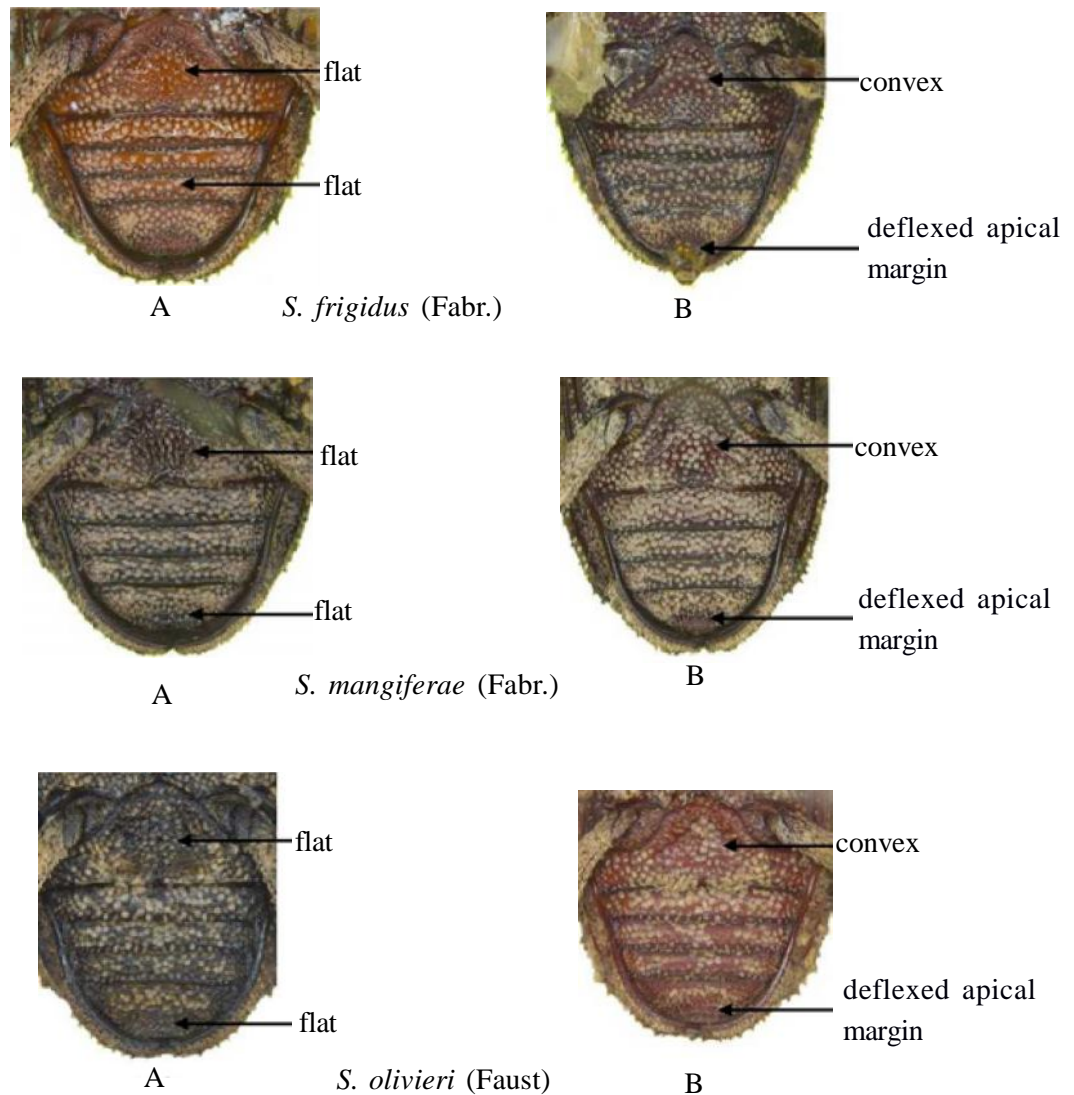 flat
convex
flat
deflexed apical
margin
A
S. frigidus (Fabr.)
B
flat
convex
flat
deflexed apical
margin
A
S. mangiferae (Fabr.)
B
flat
convex
flat
deflexed apical
margin
A
S. olivieri (Faust)
B